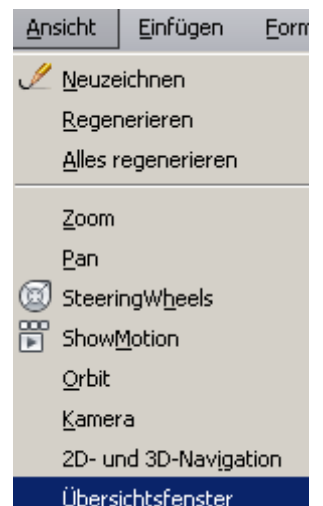 Ansicht Einfügen Form
Neuzeichnen
Regenerieren
Alles regenerieren
Zoom
Pan
SteeringWheels
ShowMotion
Orbit
Kamera
2D- und 3D-Navigation
Übersichtsfenster